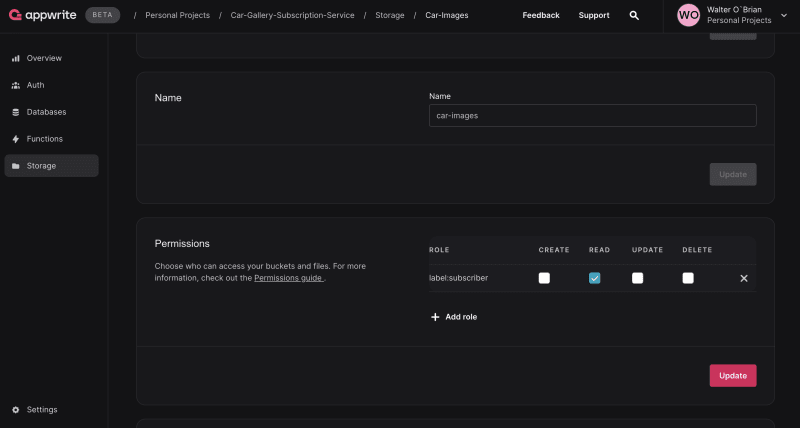 appwrite BETA / Personal Projects / Car-Gallery-Subscription-Service / Storage / Car-Images Feedback Support WO Walter O`Brian
Personal Projects
Overview
Auth
Databases
Functions
Storage
Settings
Name
Name
car-images
Update
Permissions
Choose who can access your buckets and files. For more
information, check out the Permissions guide .
ROLE CREATE READ UPDATE DELETE
label:subscriber
Add role
Update